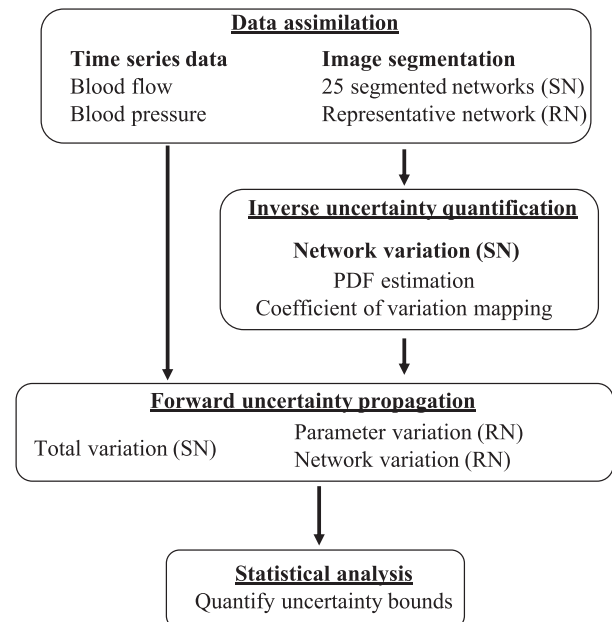 Data assimilation
Time series data
Blood flow
Blood pressure
Image segmentation
25 segmented networks (SN)
Representative network (RN)
Inverse uncertainty quantification
Network variation (SN)
PDF estimation
Coefficient of variation mapping
Forward uncertainty propagation
Total variation (SN)
Parameter variation (RN)
Network variation (RN)
Statistical analysis
Quantify uncertainty bounds